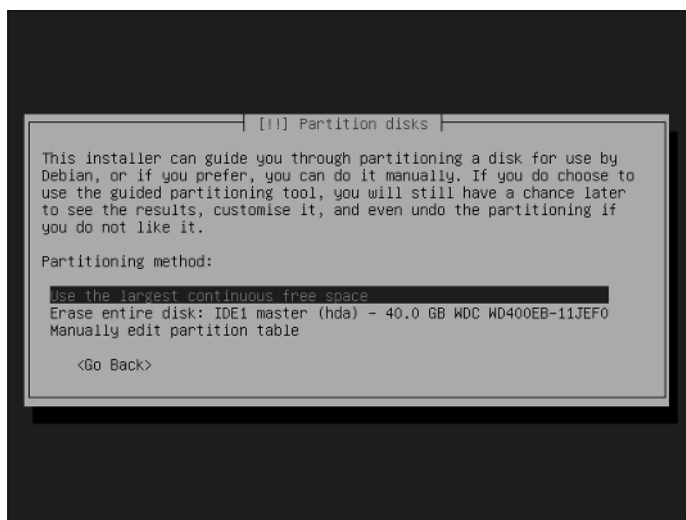 [!!] Partition disks
This installer can guide you through partitioning a disk for use by
Debian, or if you prefer, you can do it manually. If you do choose to
use the guided partitioning tool, you will still have a chance later
to see the results, customise it, and even undo the partitioning if
you do not like it.
Partitioning method:
Use the largest continuous free space
Erase entire disk: IDE1 master (hda) - 40.0 GB WDC WD400EB-11JEF0
Manually edit partition table
<Go Back>